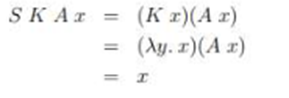 S K A x = (K x)(A x)
= (λy. x)(A x)
= x